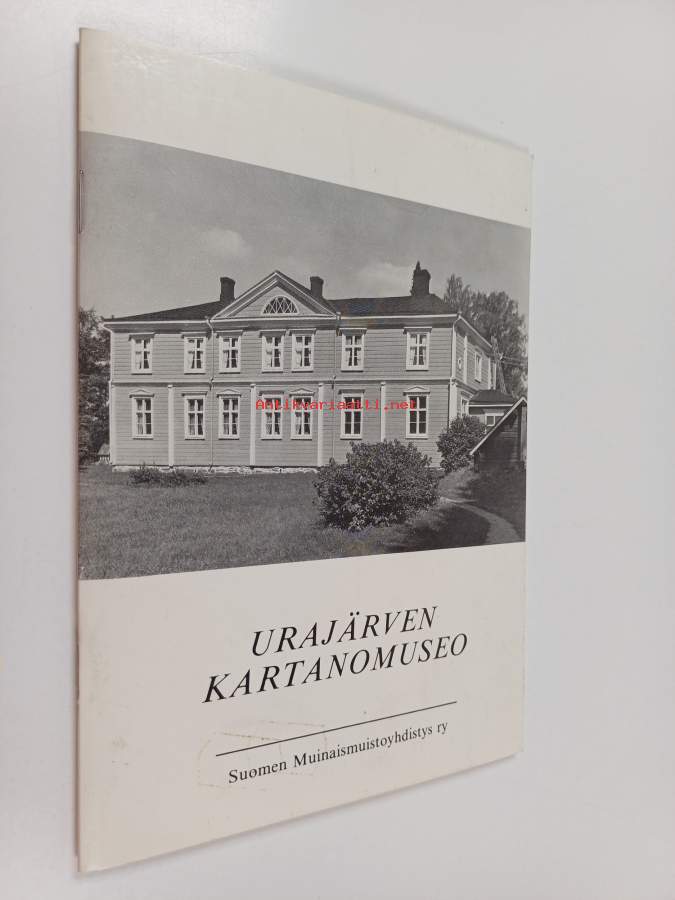 Antikvariaatti.net
URAJÄRVEN
KARTANOMUSEO
Suomen Muinaismuistoyhdistys ry